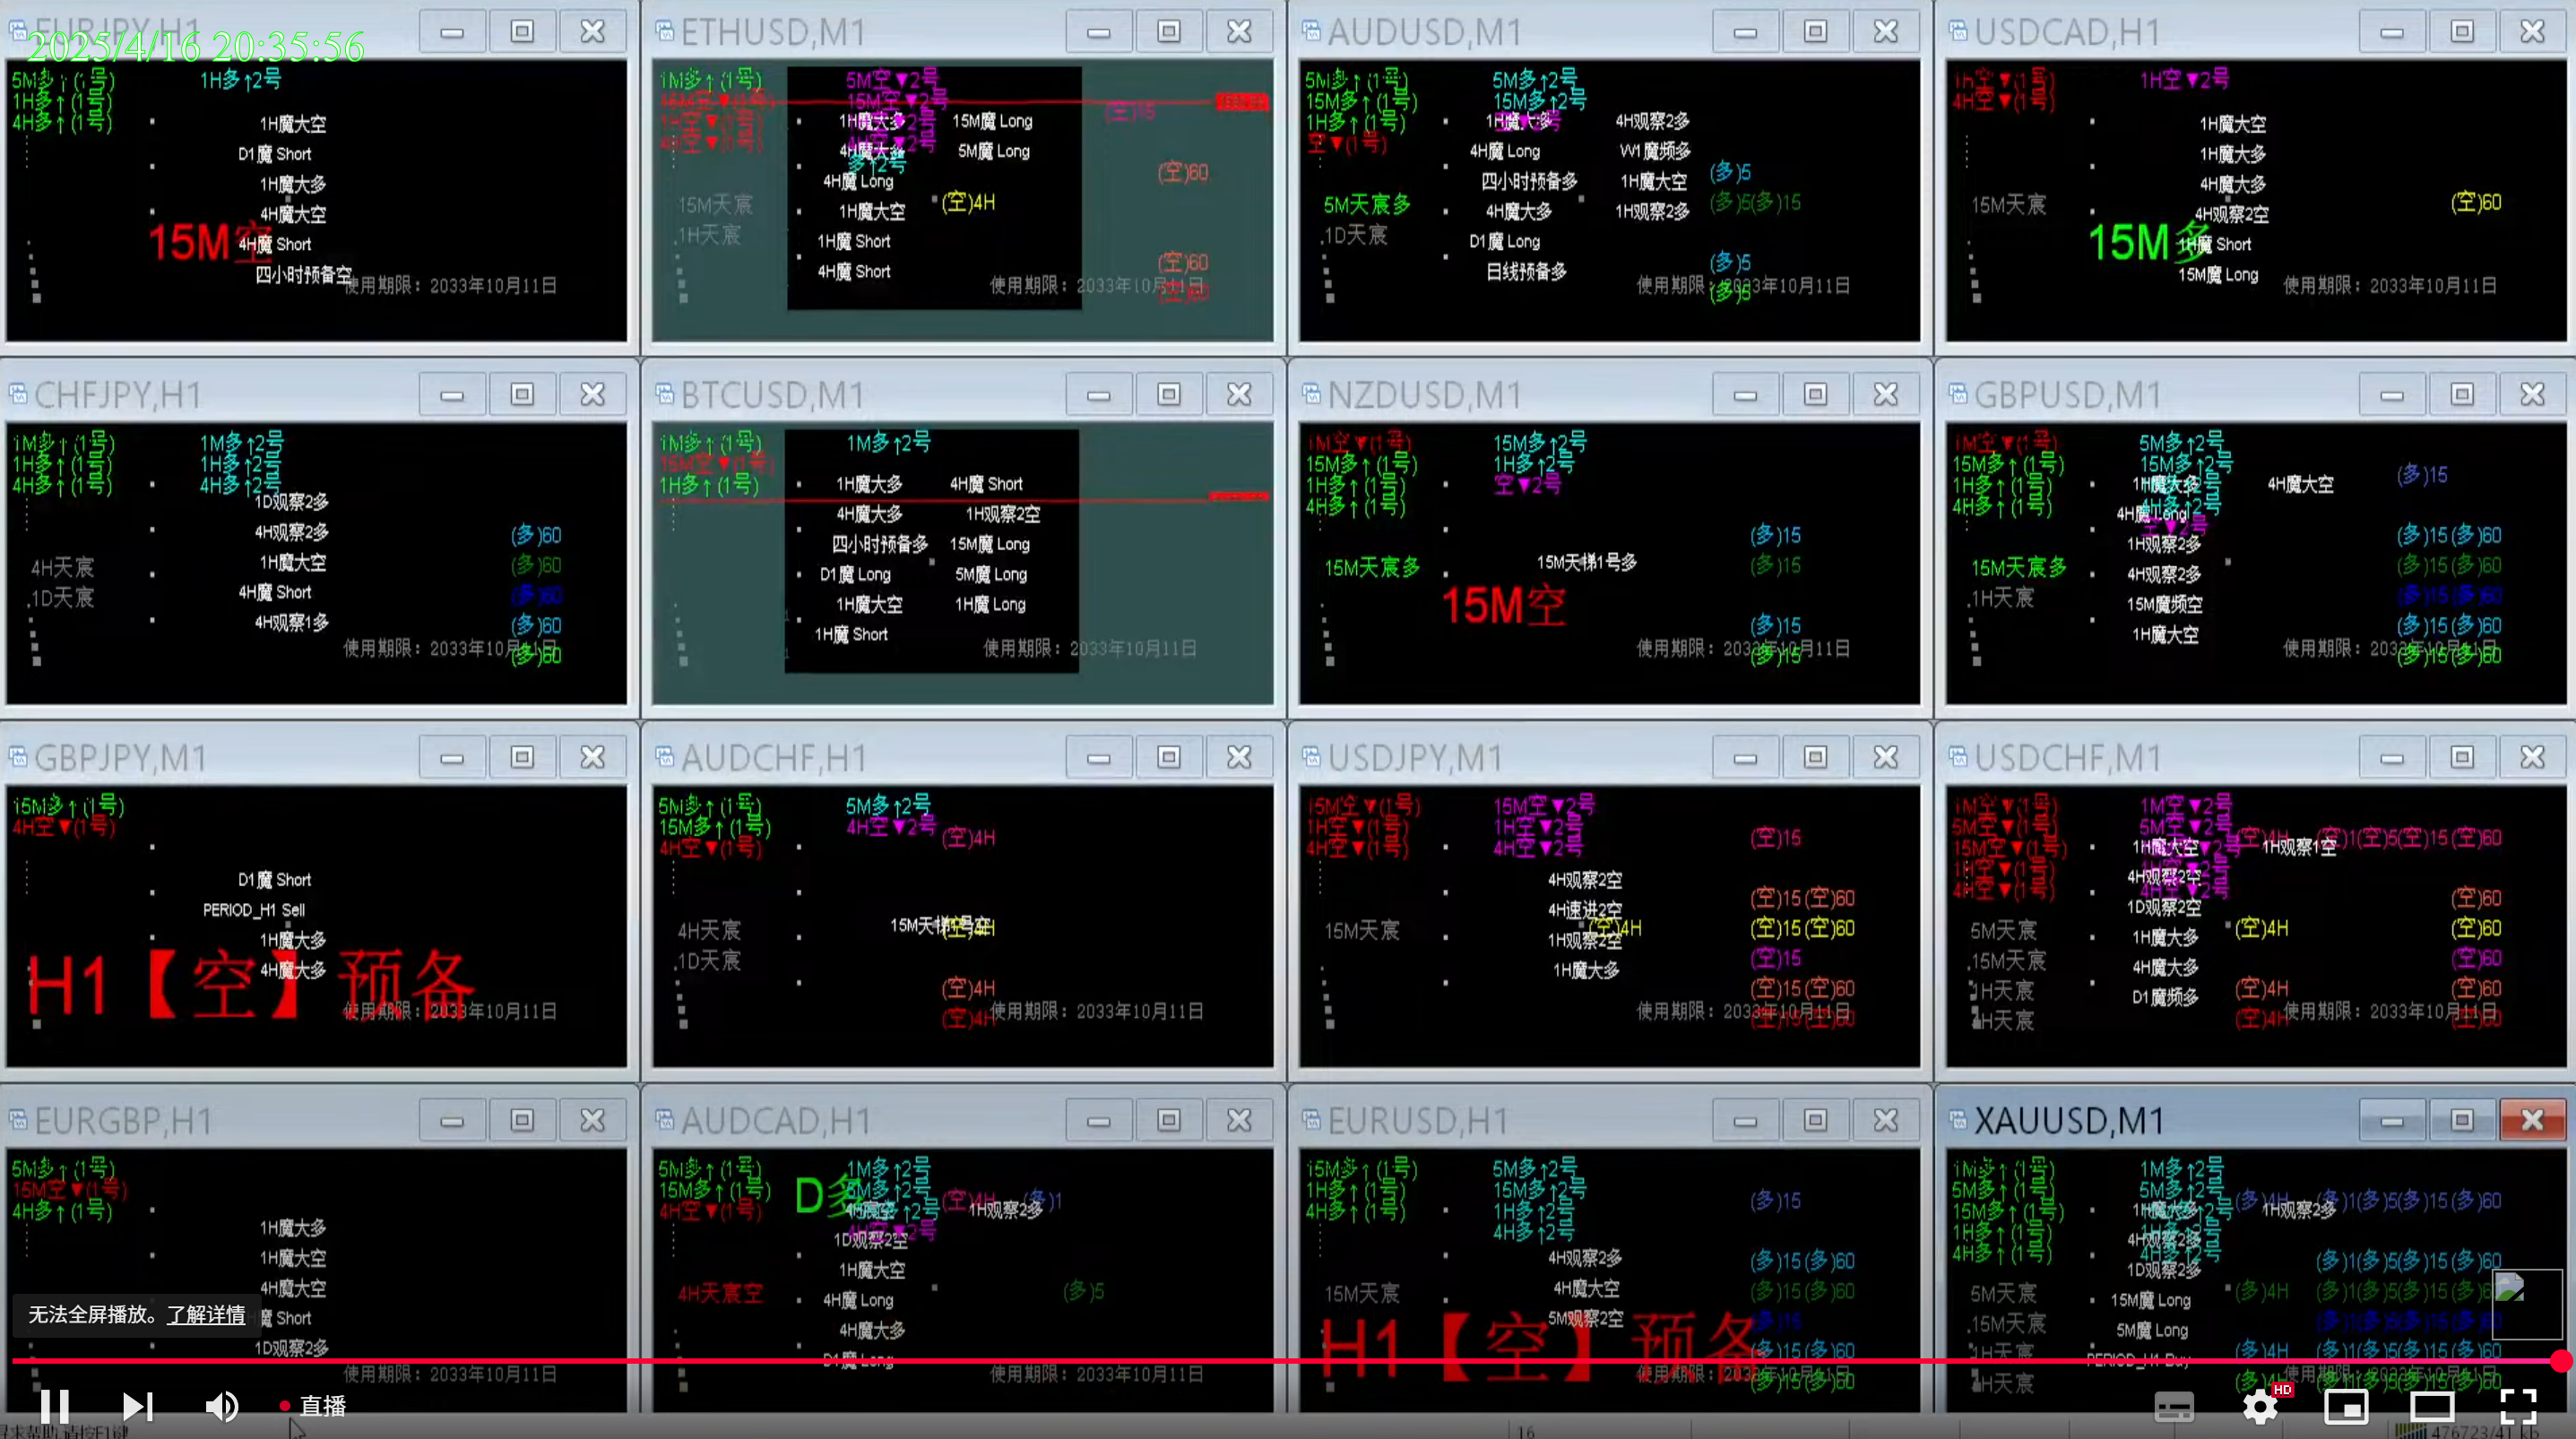 EURJPY,H1
2025/4/16 20:35:56
5M多↑(1号)
1H多↑2号
1H多↑(1号)
4H多↑(1号)
1H魔大空
D1魔 Short
1H魔大多
4H魔大空
15M空
4H魔 Short
四小时预备空
使用期限：2033年10月11日
ETHUSD,M1
1M多↑(1号)
5M空▼2号
15M空▼(1号)
15M空▼2号
1H空▼(1号)
4H空▼(1号)
(空)15
1H魔大多
15M魔 Long
4H魔大多
5M魔 Long
多↑2号
4H魔 Long
(空)60
15M天宸
1H魔大空
(空)4H
1H天宸
1H魔 Short
(空)60
4H魔 Short
使用期限：2033年10月11日
(空)60
AUDUSD,M1
5M多↑(1号)
5M多↑2号
15M多↑(1号)
15M多↑2号
1H多↑(1号)
空▼(1号)
1H魔大多
4H观察2多
4H魔 Long
W1魔频多
四小时预备多
1H魔大空
(多)5
5M天宸多
4H魔大多
1H观察2多
(多)5(多)15
1D天宸
D1魔 Long
日线预备多
(多)5
使用期限：2033年10月11日
(多)5
USDCAD,H1
1H空▼(1号)
1H空▼2号
4H空▼(1号)
1H魔大空
1H魔大多
4H魔大多
15M天宸
4H观察2空
(空)60
15M多
1H魔 Short
15M魔 Long
使用期限：2033年10月11日
CHFJPY,H1
1M多↑(1号)
1M多↑2号
1H多↑(1号)
1H多↑2号
4H多↑(1号)
4H多↑2号
1D观察2多
4H观察2多
(多)60
4H天宸
1H魔大空
(多)60
1D天宸
4H魔 Short
(多)60
4H观察1多
(多)60
使用期限：2033年10月11日
(多)60
BTCUSD,M1
1M多↑(1号)
1M多↑2号
15M空▼(1号)
1H多↑(1号)
1H魔大多
4H魔 Short
4H魔大多
1H观察2空
四小时预备多
15M魔 Long
D1魔 Long
5M魔 Long
1H魔大空
1H魔 Long
1H魔 Short
使用期限：2033年10月11日
NZDUSD,M1
1M空▼(1号)
15M多↑2号
15M多↑(1号)
1H多↑2号
1H多↑(1号)
空▼2号
4H多↑(1号)
(多)15
15M天宸多
15M天梯1号多
(多)15
15M空
(多)15
使用期限：2033年10月11日
(多)15
GBPUSD,M1
1M空▼(1号)
5M多↑2号
15M多↑(1号)
15M多↑2号
(多)15
1H多↑(1号)
1H魔大多
4H魔大空
4H多↑(1号)
4H魔 Long
空▼2号
1H观察2多
(多)15(多)60
15M天宸多
4H观察2多
(多)15(多)60
1H天宸
15M魔频空
(多)15(多)60
1H魔大空
(多)15(多)60
使用期限：2033年10月11日
(多)15(多)60
GBPJPY,M1
15M多↑(1号)
4H空▼(1号)
D1魔 Short
PERIOD_H1 Sell
1H魔大多
4H魔大多
H1【空】预备
使用期限：2033年10月11日
AUDCHF,H1
5M多↑(1号)
5M多↑2号
15M多↑(1号)
4H空▼2号
4H空▼(1号)
(空)4H
4H天宸
15M天梯1号空
(空)4H
1D天宸
(空)4H
(空)4H
使用期限：2033年10月11日
USDJPY,M1
15M空▼(1号)
15M空▼2号
1H空▼(1号)
1H空▼2号
4H空▼(1号)
4H空▼2号
(空)15
4H观察2空
4H速进2空
(空)15(空)60
15M天宸
(空)4H
(空)15(空)60
1H观察2空
(空)15
1H魔大多
(空)15(空)60
使用期限：2033年10月11日
(空)15(空)60
USDCHF,M1
1M空▼(1号)
1M空▼2号
5M空▼(1号)
5M空▼2号
15M空▼(1号)
(空)4H
(空)1(空)5(空)15(空)60
1H魔大空
1H观察1空
1H空▼(1号)
4H空▼(1号)
4H观察2空
4H空▼2号
1D观察2空
(空)60
5M天宸
1H魔大多
(空)4H
(空)60
15M天宸
4H魔大多
(空)60
1H天宸
D1魔频多
(空)4H
(空)60
4H天宸
(空)4H
使用期限：2033年10月11日
(空)60
EURGBP,H1
5M多↑(1号)
15M空▼(1号)
4H多↑(1号)
1H魔大多
1H魔大空
4H魔大空
魔 Short
1D观察2多
使用期限：2033年10月11日
AUDCAD,H1
5M多↑(1号)
1M多↑2号
15M多↑(1号)
5M多↑2号
4H空▼(1号)
D多
(空)4H
(多)1
1H观察2多
1D观察2空
1H魔大空
4H天宸空
4H魔 Long
(多)5
4H魔大多
D1魔 Long
EURUSD,H1
15M多↑(1号)
5M多↑2号
1H多↑(1号)
15M多↑2号
(多)15
4H多↑(1号)
1H多↑2号
4H多↑2号
4H观察2多
(多)15(多)60
15M天宸
4H魔大空
(多)15(多)60
5M观察2空
(多)15
H1【空】预备
(多)15(多)60
使用期限：2033年10月11日
(多)15(多)60
XAUUSD,M1
1M多↑(1号)
1M多↑2号
5M多↑(1号)
5M多↑2号
15M多↑(1号)
(多)4H
(多)1(多)5(多)15(多)60
1H魔大多
1H观察2多
1H多↑(1号)
4H多↑(1号)
4H观察2多
4H多↑2号
1D观察2多
(多)1(多)5(多)15(多)60
5M天宸
15M魔 Long
(多)4H
(多)1(多)5(多)15(多)6
15M天宸
5M魔 Long
1H天宸
PERIOD_H1 Buy
(多)4H
(多)1(多)5(多)15(多)60
4H天宸
使用期限：2033年10月11日
无法全屏播放。了解详情
直播
HD
16
476723/41 kb